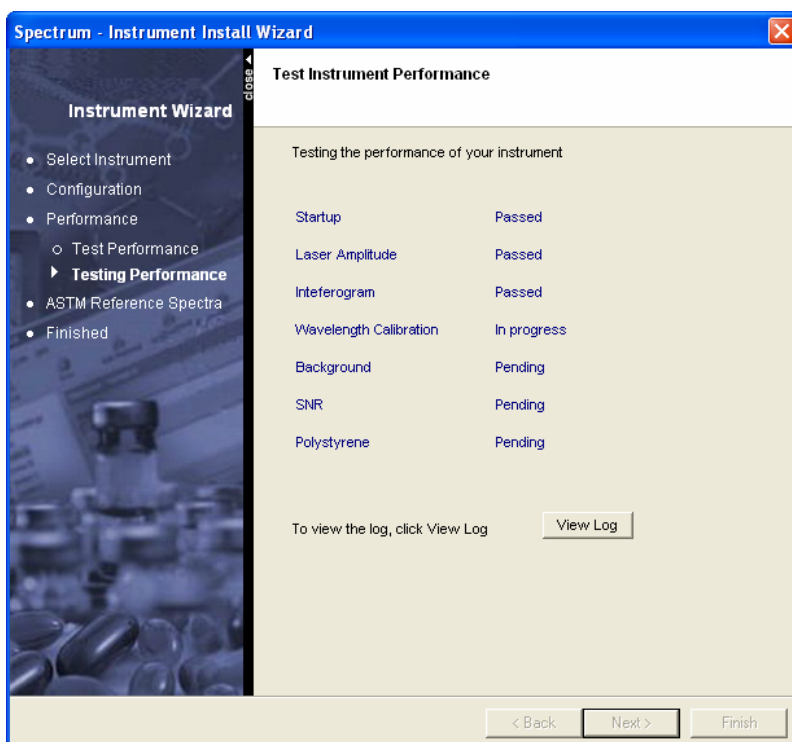 Spectrum - Instrument Install Wizard
close
Instrument Wizard
Select Instrument
Configuration
Performance
Test Performance
Testing Performance
ASTM Reference Spectra
Finished
Test Instrument Performance
Testing the performance of your instrument
Startup Passed
Laser Amplitude Passed
Inteferogram Passed
Wavelength Calibration In progress
Background Pending
SNR Pending
Polystyrene Pending
To view the log, click View Log View Log
< Back Next > Finish